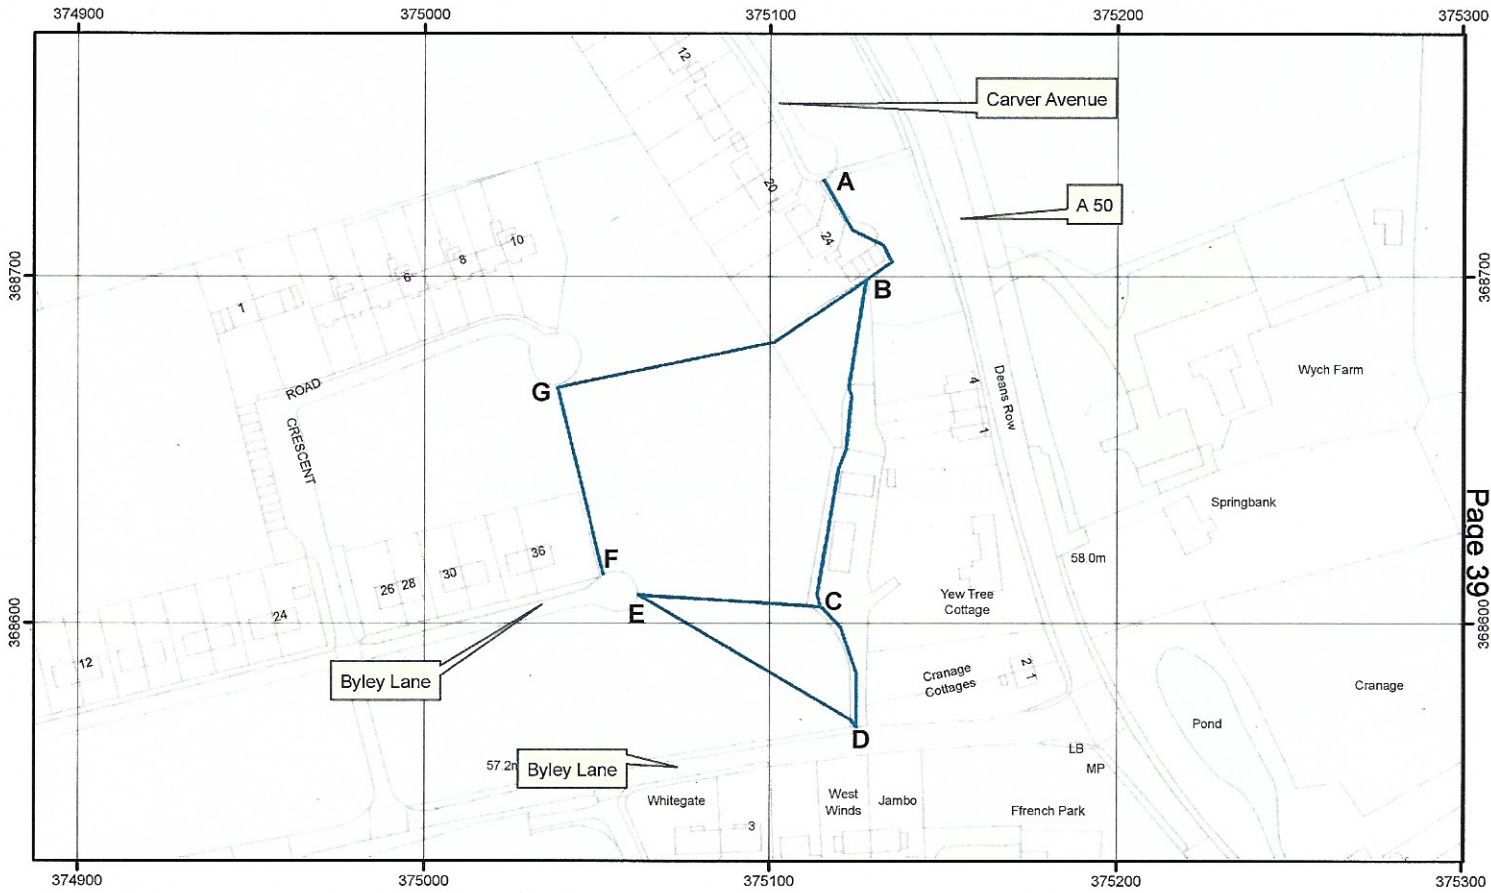 374900
375000
375100
375200
375300
12
Carver Avenue
20
A
A 50
24
10
8
6
1
368700
368700
B
ROAD
CRESCENT
G
4
1
Deans Row
Wych Farm
Springbank
Page 39
F
36
30
28
26
24
12
58.0m
E
C
Yew Tree
Cottage
368600
368600
Byley Lane
Cranage
Cottages
2
1
Cranage
Pond
D
57.2m
Byley Lane
LB
MP
Whitegate
West
Winds
Jambo
Ffrench Park
3
374900
375000
375100
375200
375300